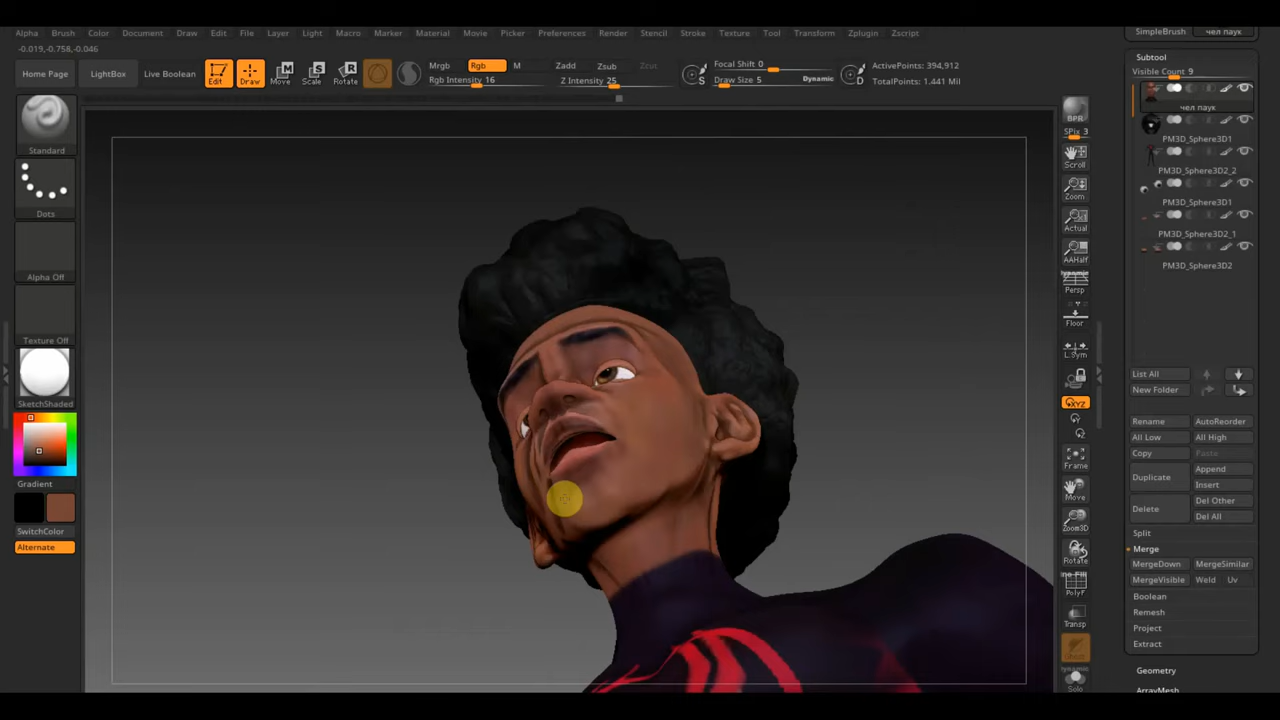 Alpha Brush Color Document Draw Edit File Layer Light Macro Marker Material Movie Picker Preferences Render Stencil Stroke Texture Tool Transform Zplugin Zscript
-0.019,-0.758,-0.046
Home Page
LightBox
Live Boolean
Edit
Draw
Move
Scale
Rotate
Mrgb Rgb M
Rgb Intensity 16
Zadd Zsub Zcut
Z Intensity 25
S
Focal Shift 0
Draw Size 5 Dynamic
D
ActivePoints: 394,912
TotalPoints: 1.441 Mil
Standard
Dots
Alpha Off
Texture Off
SketchShaded
Gradient
SwitchColor
Alternate
BPR
SPix 3
Scroll
Zoom
Actual
AAHalf
Persp
Floor
L.Sym
XYZ
Y
Z
Frame
Move
Zoom3D
Rotate
PolyF
Transp
Solo
SimpleBrush чел паук
Subtool
Visible Count 9
чел паук
PM3D_Sphere3D1
PM3D_Sphere3D2_2
PM3D_Sphere3D1
PM3D_Sphere3D2_1
PM3D_Sphere3D2
List All
New Folder
Rename AutoReorder
All Low All High
Copy Paste
Duplicate Append
Insert
Delete Del Other
Del All
Split
Merge
MergeDown MergeSimilar
MergeVisible Weld Uv
Boolean
Remesh
Project
Extract
Geometry
ArrayMesh